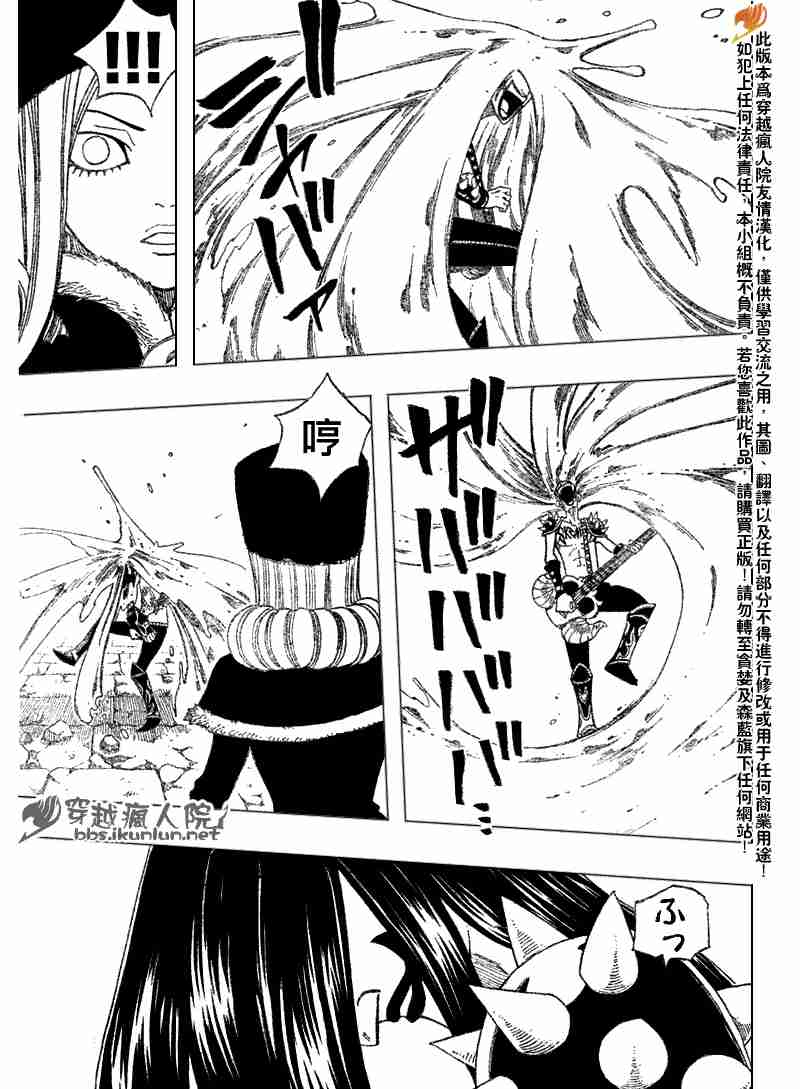 此版本爲穿越瘋人院友情漢化，僅供學習交流之用，其圖、翻譯以及任何部分不得進行修改或用于任何商業用途！
如犯上任何法律責任，本小組概不負責。若您喜歡此作品，請購買正版！請勿轉至貪婪及森藍旗下任何網站！
!!!
ズババ
哼
ババババ
ふっ
穿越瘋人院
bbs.ikunlun.net